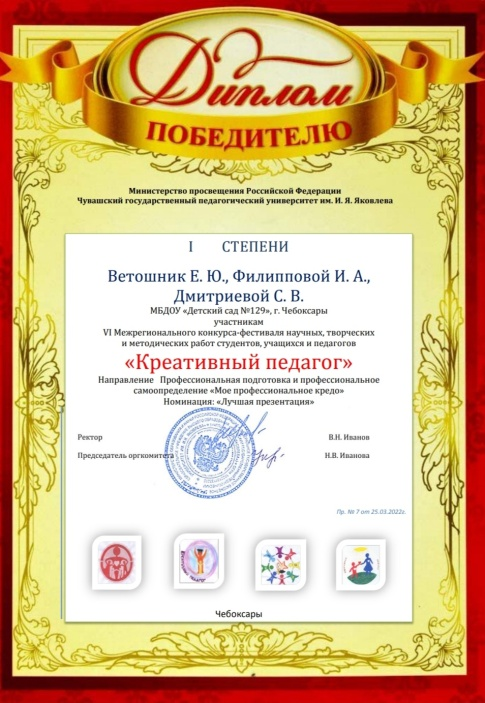 Диплом
ПОБЕДИТЕЛЮ
Министерство просвещения Российской Федерации
Чувашский государственный педагогический университет им. И. Я. Яковлева
I СТЕПЕНИ
Ветошник Е. Ю., Филипповой И. А.,
Дмитриевой С. В.
МБДОУ «Детский сад №129», г. Чебоксары
участникам
VI Межрегионального конкурса-фестиваля научных, творческих
и методических работ студентов, учащихся и педагогов
«Креативный педагог»
Направление Профессиональная подготовка и профессиональное
самоопределение «Мое профессиональное кредо»
Номинация: «Лучшая презентация»
Ректор В.Н. Иванов
Председатель оргкомитета Н.В. Иванова
Пр. № 7 от 25.03.2022г.
Чебоксары